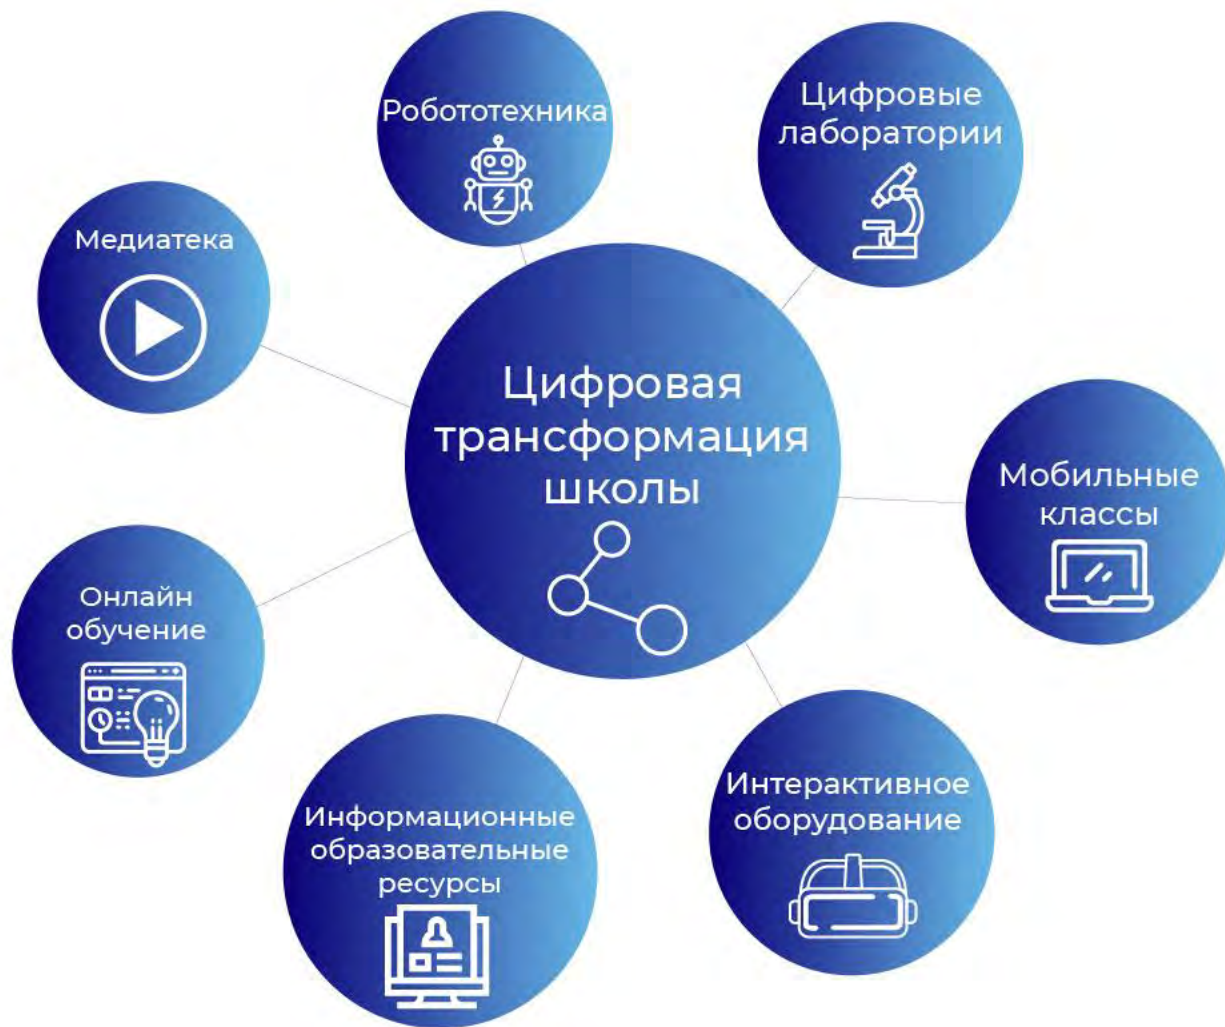 Робототехника
Цифровые
лаборатории
Медиатека
Цифровая
трансформация
школы
Мобильные
классы
Онлайн
обучение
Интерактивное
оборудование
Информационные
образовательные
ресурсы